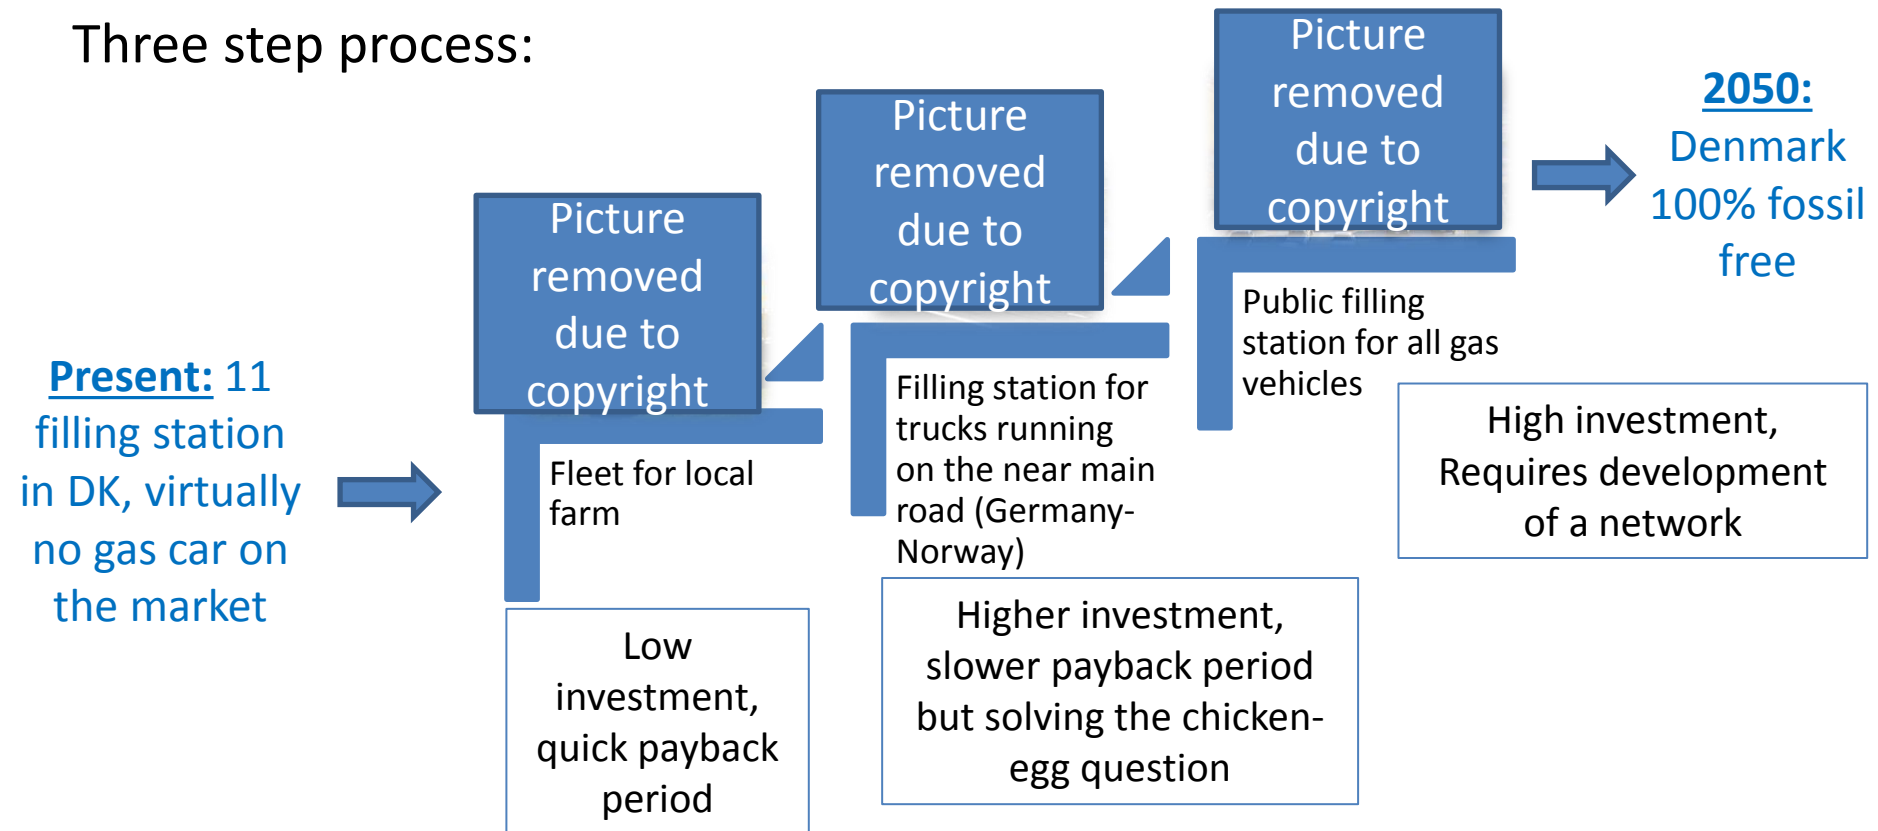 Three step process:
Present: 11
filling station
in DK, virtually
no gas car on
the market
Picture
removed
due to
copyright
Fleet for local
farm
Low
investment,
quick payback
period
Picture
removed
due to
copyright
Filling station for
trucks running
on the near main
road (Germany-
Norway)
Higher investment,
slower payback period
but solving the chicken-
egg question
Picture
removed
due to
copyright
Public filling
station for all gas
vehicles
High investment,
Requires development
of a network
2050:
Denmark
100% fossil
free